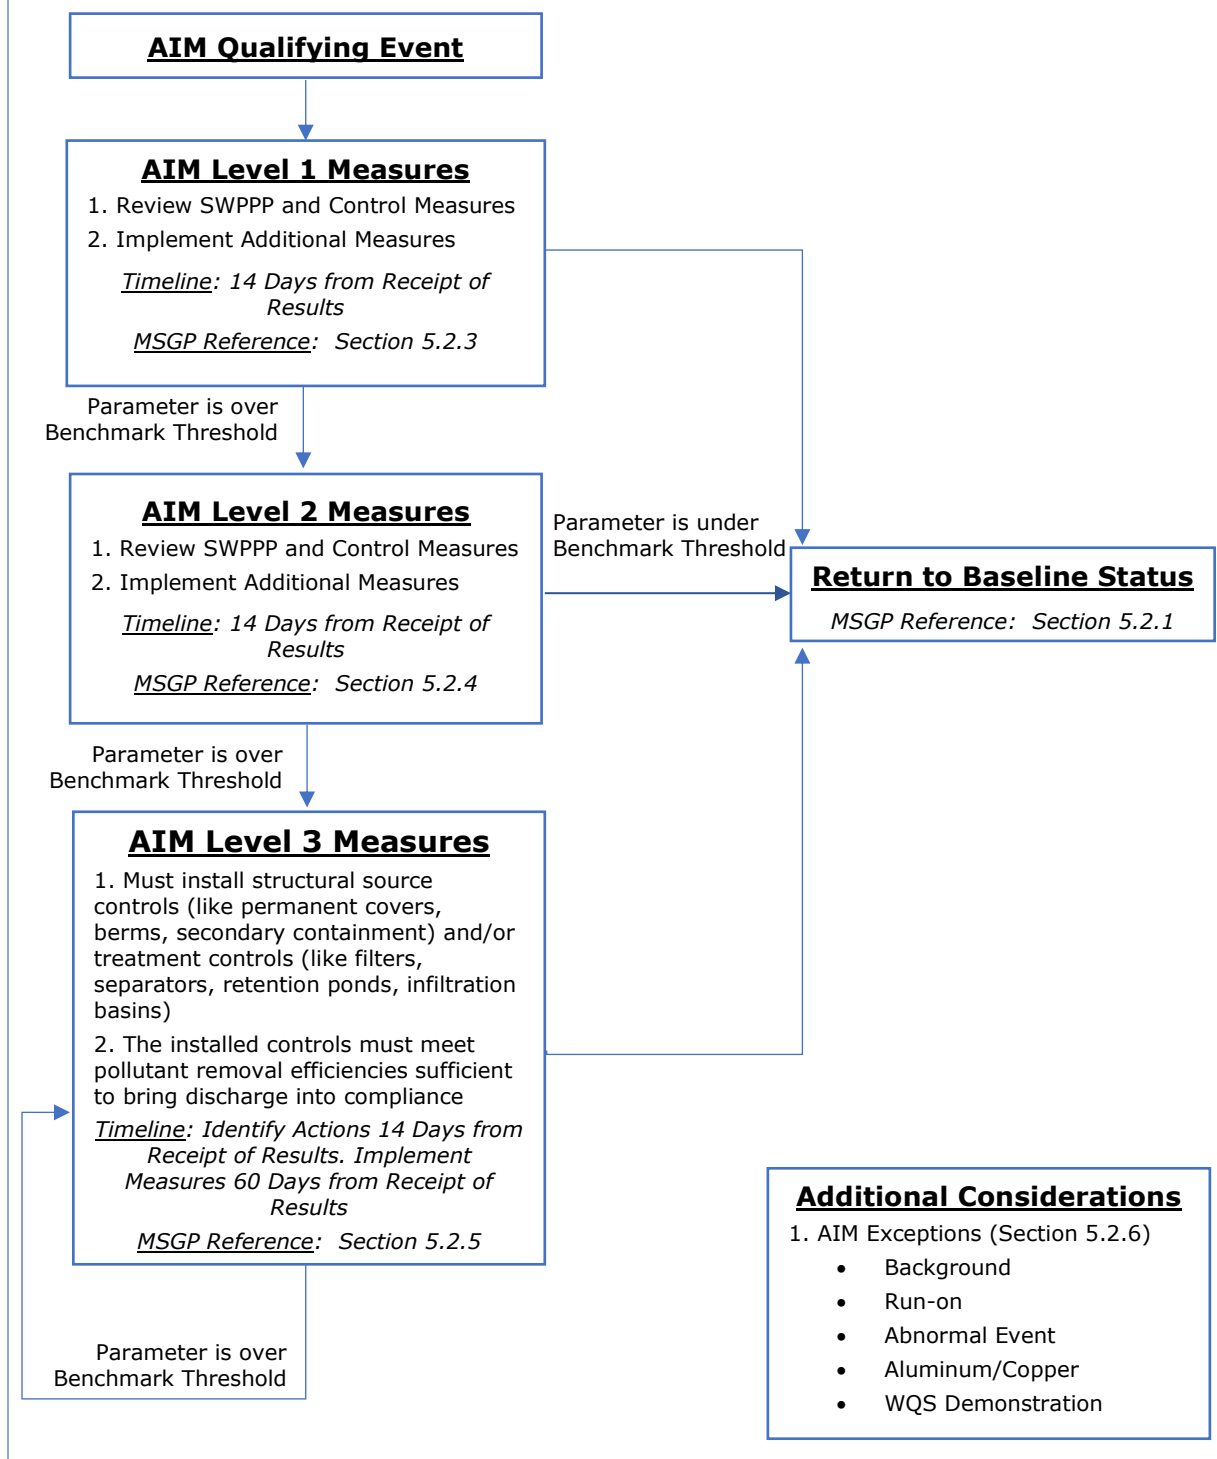 AIM Qualifying Event
AIM Level 1 Measures
1. Review SWPPP and Control Measures
2. Implement Additional Measures
Timeline: 14 Days from Receipt of
Results
MSGP Reference:  Section 5.2.3
Parameter is over
Benchmark Threshold
AIM Level 2 Measures
1. Review SWPPP and Control Measures
2. Implement Additional Measures
Timeline: 14 Days from Receipt of
Results
MSGP Reference:  Section 5.2.4
Parameter is under
Benchmark Threshold
Return to Baseline Status
MSGP Reference:  Section 5.2.1
Parameter is over
Benchmark Threshold
AIM Level 3 Measures
1. Must install structural source
controls (like permanent covers,
berms, secondary containment) and/or
treatment controls (like filters,
separators, retention ponds, infiltration
basins)
2. The installed controls must meet
pollutant removal efficiencies sufficient
to bring discharge into compliance
Timeline: Identify Actions 14 Days from
Receipt of Results. Implement
Measures 60 Days from Receipt of
Results
MSGP Reference:  Section 5.2.5
Parameter is over
Benchmark Threshold
Additional Considerations
1. AIM Exceptions (Section 5.2.6)
• Background
• Run-on
• Abnormal Event
• Aluminum/Copper
• WQS Demonstration